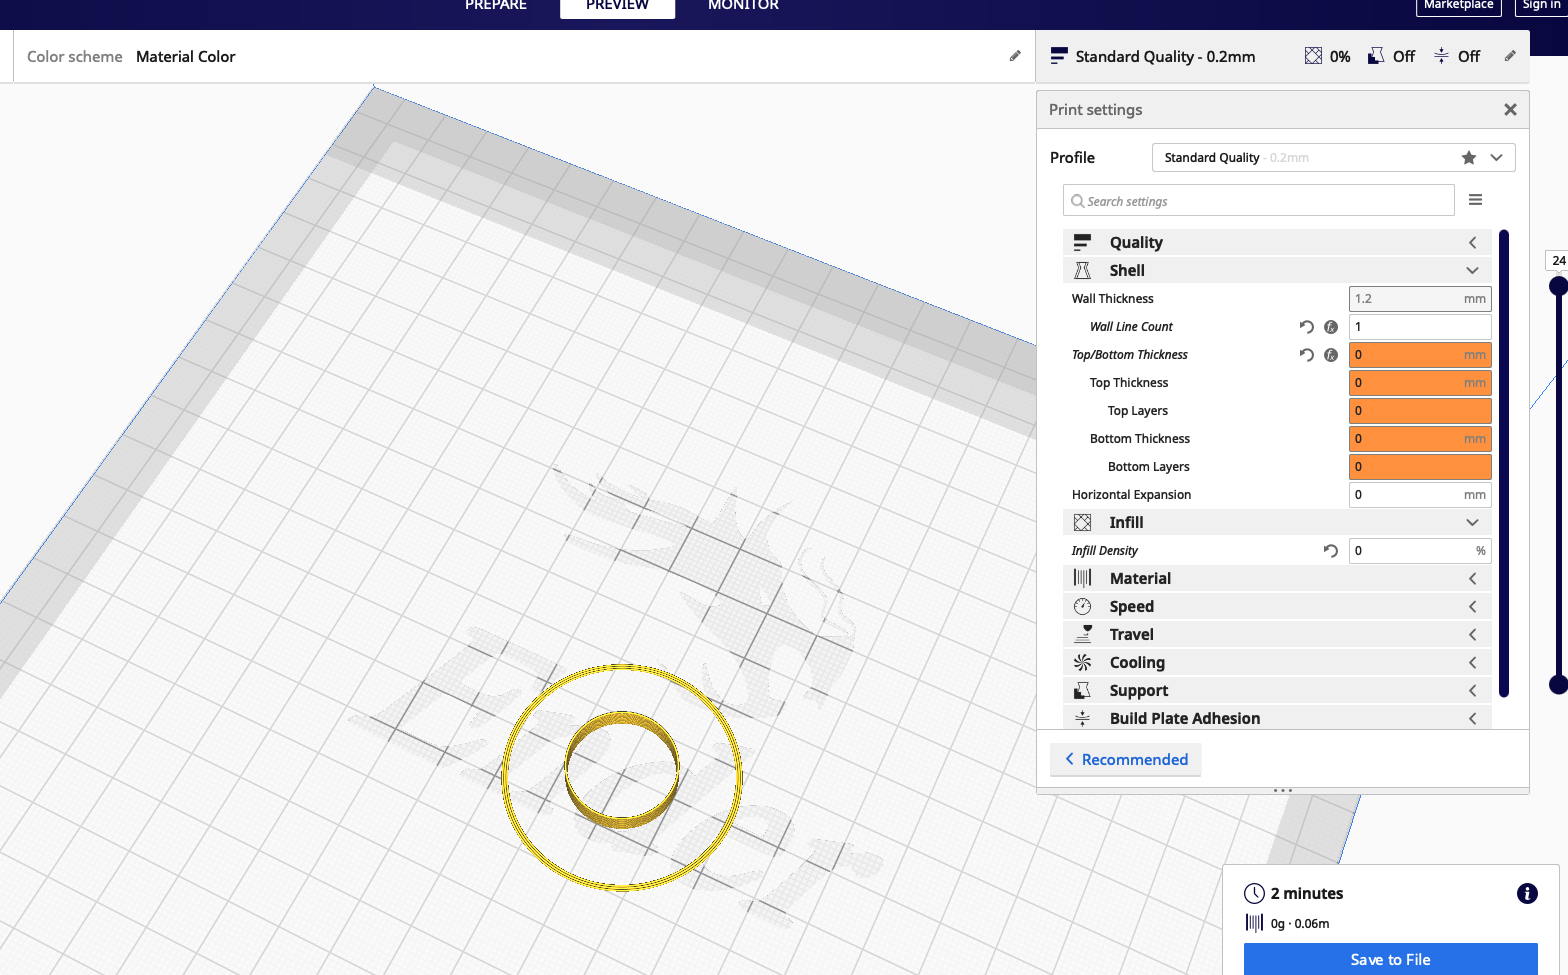 PREPARE PREVIEW MONITOR Marketplace Sign in
Color scheme Material Color Standard Quality - 0.2mm 0% Off Off
Print settings
Profile Standard Quality - 0.2mm
Search settings
Quality
Shell
Wall Thickness 1.2 mm
Wall Line Count 1
Top/Bottom Thickness 0 mm
Top Thickness 0 mm
Top Layers 0
Bottom Thickness 0 mm
Bottom Layers 0
Horizontal Expansion 0 mm
Infill
Infill Density 0 %
Material
Speed
Travel
Cooling
Support
Build Plate Adhesion
Recommended
24
2 minutes
0g · 0.06m
Save to File